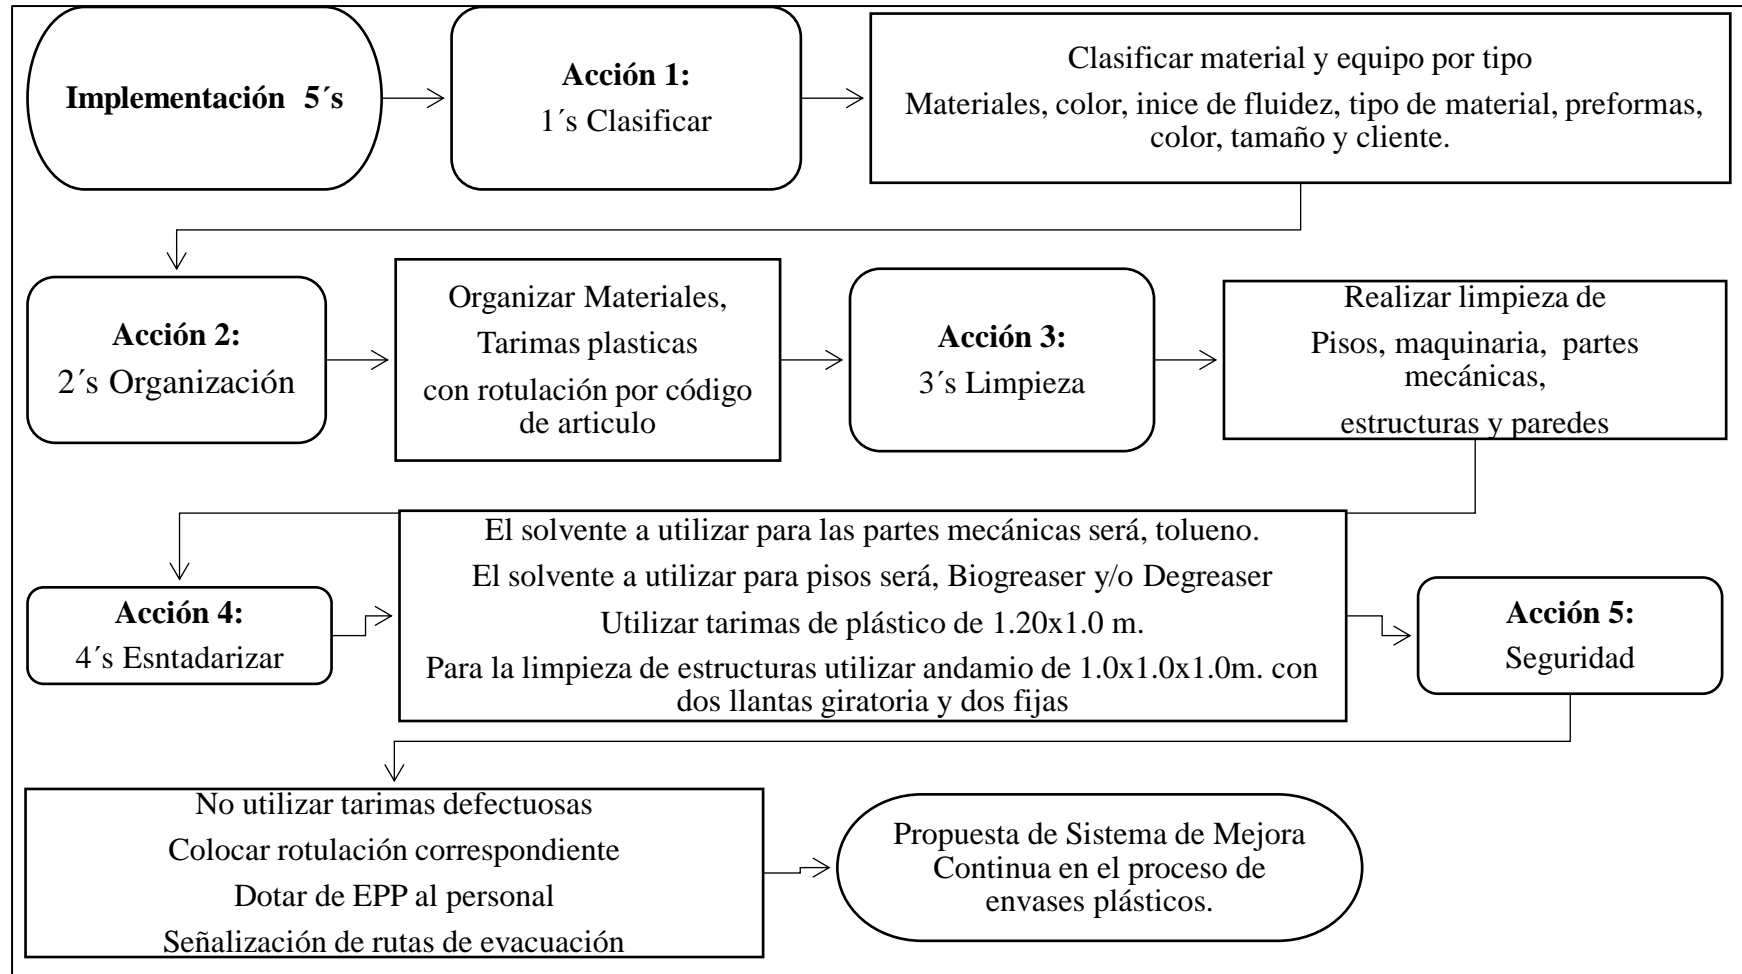 Implementación 5´s
Acción 1:
1´s Clasificar
Clasificar material y equipo por tipo
Materiales, color, inice de fluidez, tipo de material, preformas,
color, tamaño y cliente.
Acción 2:
2´s Organización
Organizar Materiales,
Tarimas plasticas
con rotulación por código
de articulo
Acción 3:
3´s Limpieza
Realizar limpieza de
Pisos, maquinaria, partes
mecánicas,
estructuras y paredes
Acción 4:
4´s Esntadarizar
El solvente a utilizar para las partes mecánicas será, tolueno.
El solvente a utilizar para pisos será, Biogreaser y/o Degreaser
Utilizar tarimas de plástico de 1.20x1.0 m.
Para la limpieza de estructuras utilizar andamio de 1.0x1.0x1.0m. con
dos llantas giratoria y dos fijas
Acción 5:
Seguridad
No utilizar tarimas defectuosas
Colocar rotulación correspondiente
Dotar de EPP al personal
Señalización de rutas de evacuación
Propuesta de Sistema de Mejora
Continua en el proceso de
envases plásticos.